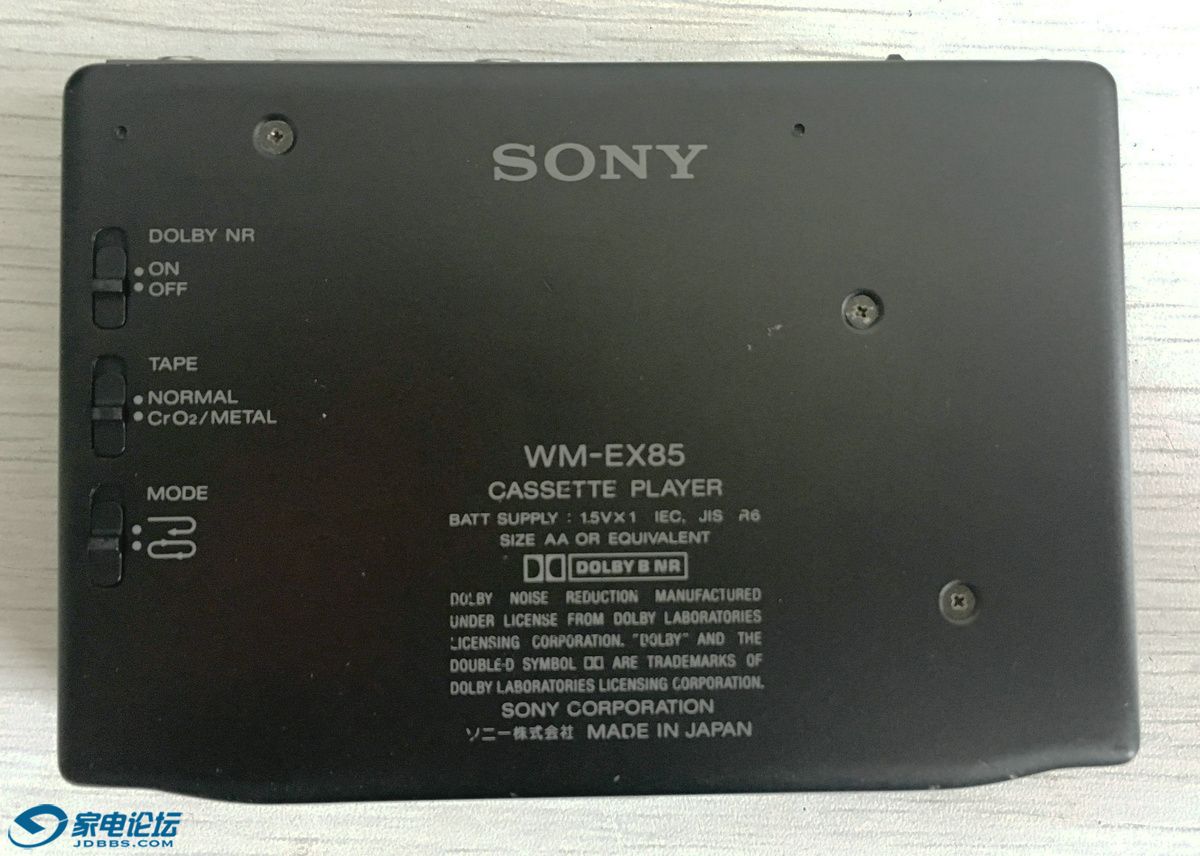 SONY
DOLBY NR
ON
OFF
TAPE
NORMAL
CrO2/METAL
MODE
WM-EX85
CASSETTE PLAYER
BATT SUPPLY : 1.5V×1 IEC, JIS R6
SIZE AA OR EQUIVALENT
DOLBY B NR
DOLBY NOISE REDUCTION MANUFACTURED
UNDER LICENSE FROM DOLBY LABORATORIES
LICENSING CORPORATION. "DOLBY" AND THE
DOUBLE-D SYMBOL ARE TRADEMARKS OF
DOLBY LABORATORIES LICENSING CORPORATION.
SONY CORPORATION
ソニー株式会社 MADE IN JAPAN
家电论坛
JDBBS.COM